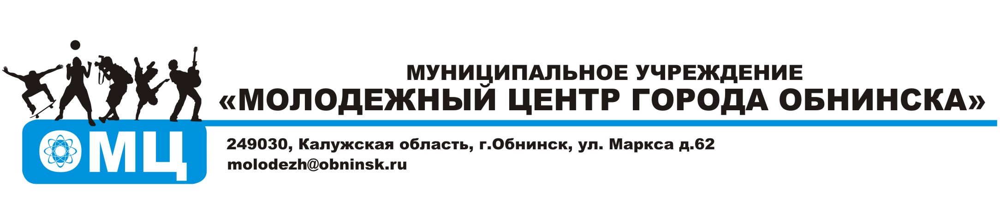 МУНИЦИПАЛЬНОЕ УЧРЕЖДЕНИЕ
«МОЛОДЕЖНЫЙ ЦЕНТР ГОРОДА ОБНИНСКА»
ОМЦ
249030, Калужская область, г.Обнинск, ул. Маркса д.62
molodezh@obninsk.ru